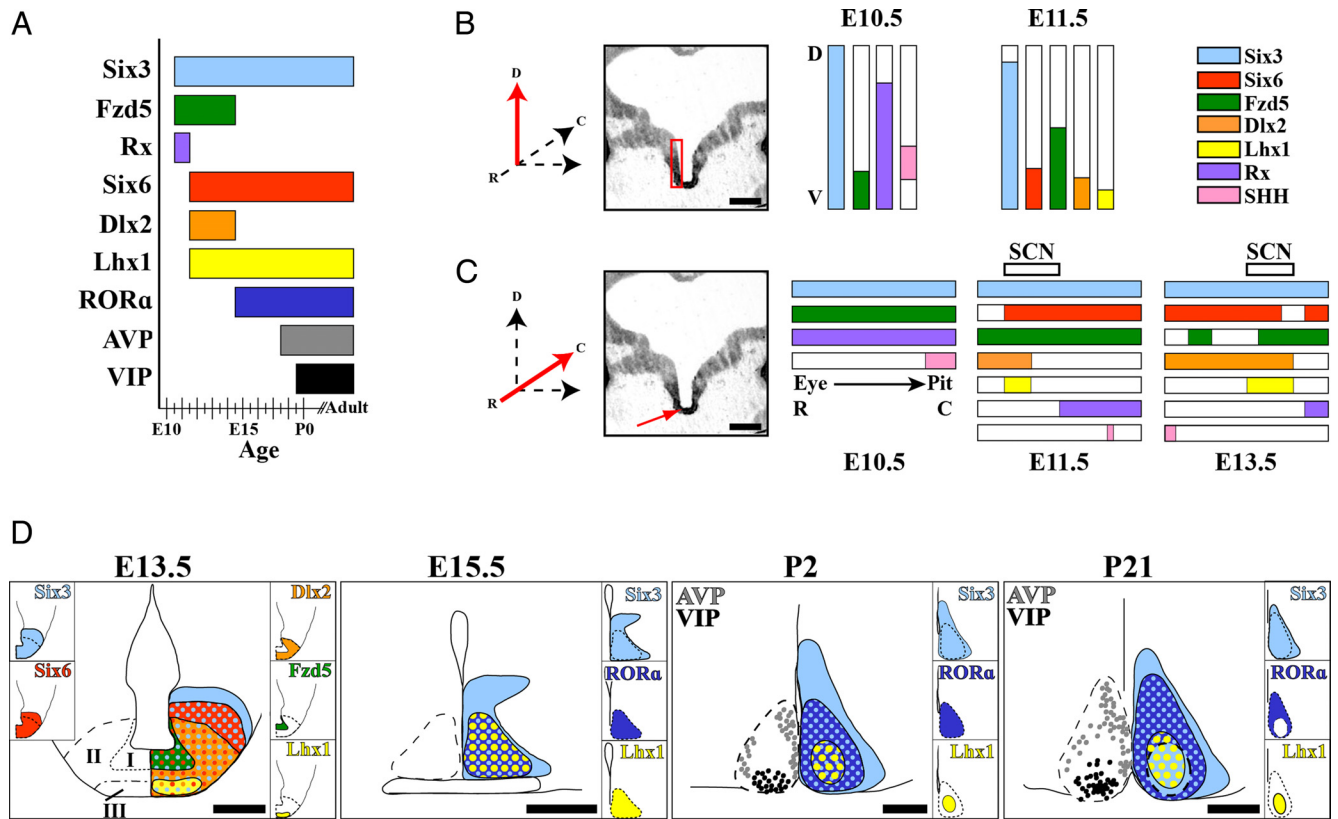 A
Six3
Fzd5
Rx
Six6
Dlx2
Lhx1
RORα
AVP
VIP
E10 E15 P0 //Adult
Age
B
D
C
R
E10.5
D
V
E11.5
Six3
Six6
Fzd5
Dlx2
Lhx1
Rx
SHH
C
D
C
R
Eye Pit
R C
E10.5
SCN
E11.5
SCN
E13.5
D
E13.5
Six3
Six6
Dlx2
Fzd5
Lhx1
II I
III
E15.5
Six3
RORα
Lhx1
P2
AVP
VIP
Six3
RORα
Lhx1
P21
AVP
VIP
Six3
RORα
Lhx1